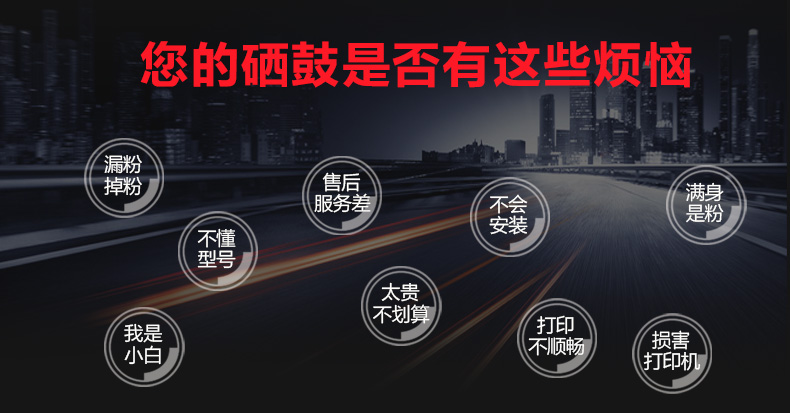 您的硒鼓是否有这些烦恼
漏粉
掉粉
售后
服务差
不会
安装
满身
是粉
不懂
型号
太贵
不划算
我是
小白
打印
不顺畅
损害
打印机